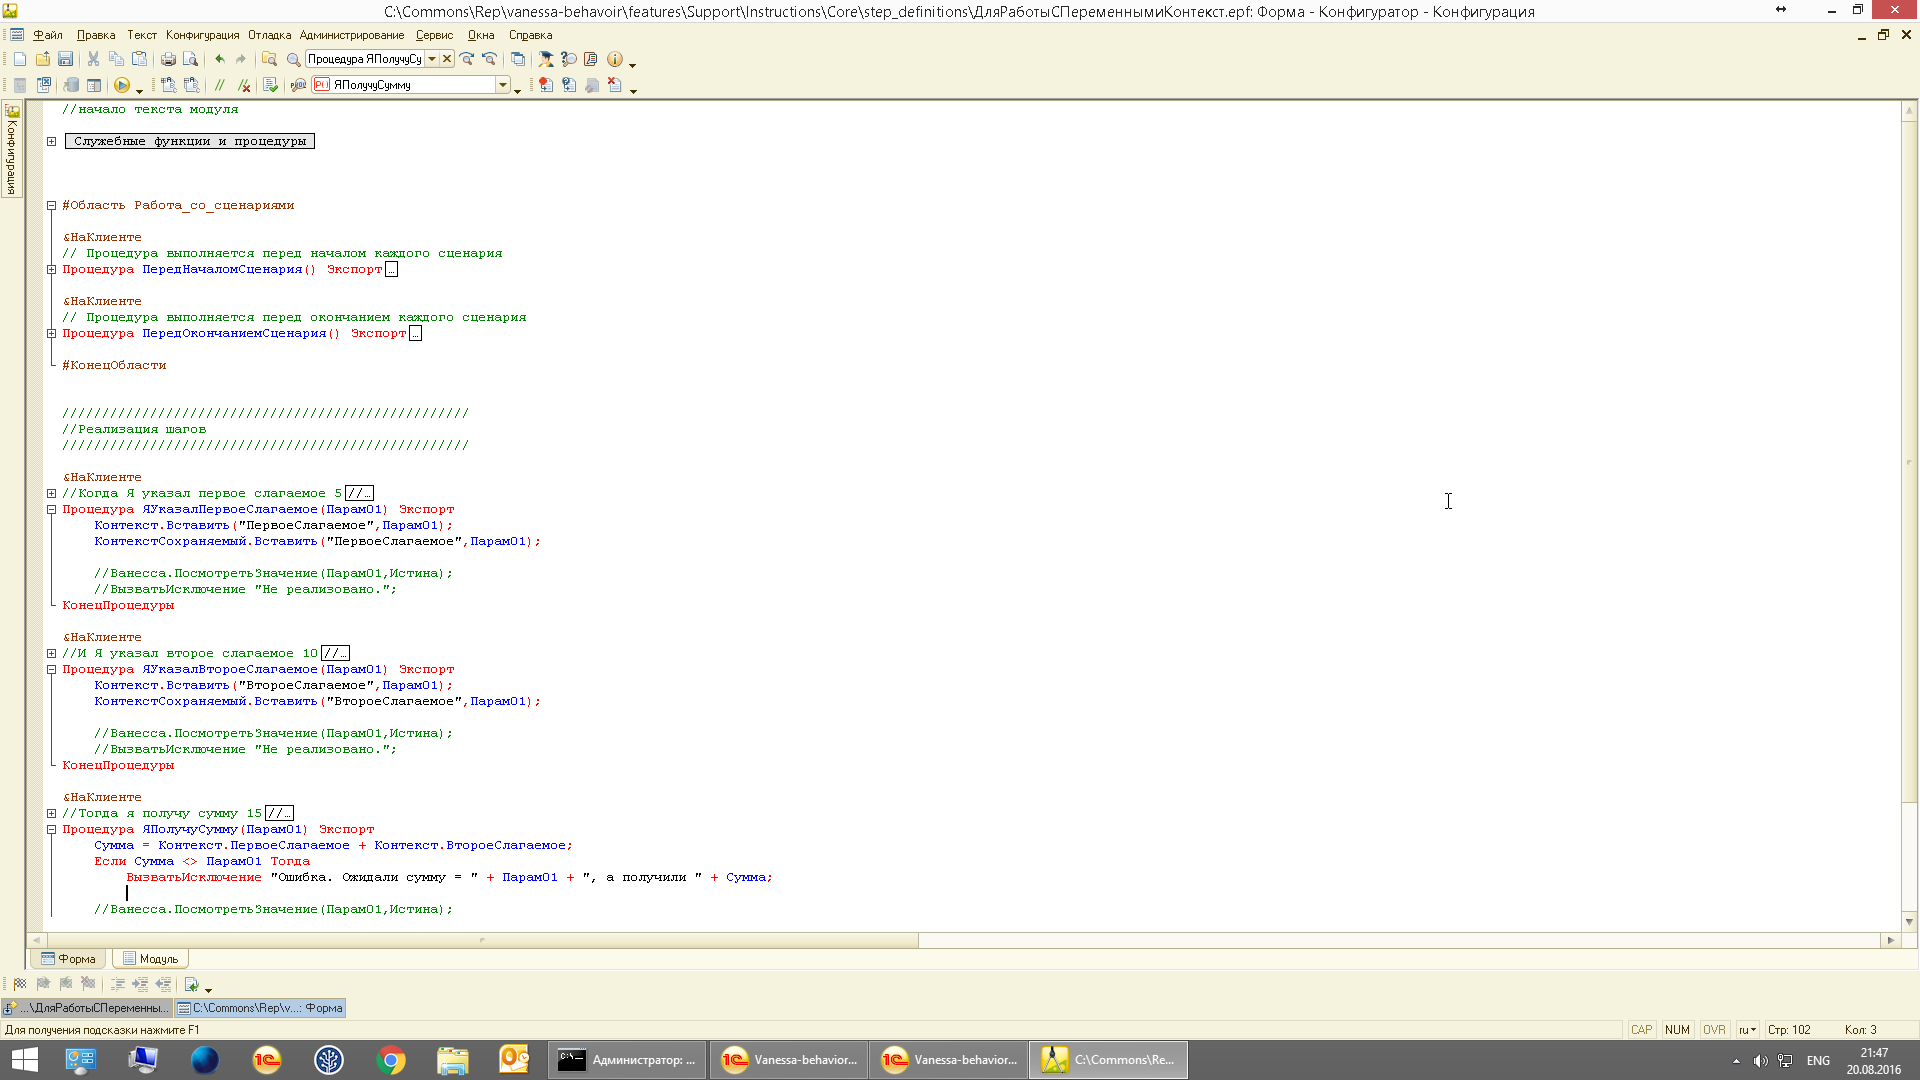 C:\Commons\Rep\vanessa-behavoir\features\Support\Instructions\Core\step_definitions\ДляРаботыСПеременнымиКонтекст.epf: Форма - Конфигуратор - Конфигурация
Файл Правка Текст Конфигурация Отладка Администрирование Сервис Окна Справка
Процедура ЯПолучуСу
ЯПолучуСумму
Конфигурация
//начало текста модуля
Служебные функции и процедуры
#Область Работа_со_сценариями
&НаКлиенте
// Процедура выполняется перед началом каждого сценария
Процедура ПередНачаломСценария() Экспорт…
&НаКлиенте
// Процедура выполняется перед окончанием каждого сценария
Процедура ПередОкончаниемСценария() Экспорт…
#КонецОбласти
///////////////////////////////////////////////////
//Реализация шагов
///////////////////////////////////////////////////
&НаКлиенте
//Когда Я указал первое слагаемое 5//…
Процедура ЯУказалПервоеСлагаемое(Парам01) Экспорт
Контекст.Вставить("ПервоеСлагаемое",Парам01);
КонтекстСохраняемый.Вставить("ПервоеСлагаемое",Парам01);
//Ванесса.ПосмотретьЗначение(Парам01,Истина);
//ВызватьИсключение "Не реализовано.";
КонецПроцедуры
&НаКлиенте
//И Я указал второе слагаемое 10//…
Процедура ЯУказалВтороеСлагаемое(Парам01) Экспорт
Контекст.Вставить("ВтороеСлагаемое",Парам01);
КонтекстСохраняемый.Вставить("ВтороеСлагаемое",Парам01);
//Ванесса.ПосмотретьЗначение(Парам01,Истина);
//ВызватьИсключение "Не реализовано.";
КонецПроцедуры
&НаКлиенте
//Тогда я получу сумму 15//…
Процедура ЯПолучуСумму(Парам01) Экспорт
Сумма = Контекст.ПервоеСлагаемое + Контекст.ВтороеСлагаемое;
Если Сумма <> Парам01 Тогда
ВызватьИсключение "Ошибка. Ожидали сумму = " + Парам01 + ", а получили " + Сумма;
//Ванесса.ПосмотретьЗначение(Парам01,Истина);
Форма Модуль
...\ДляРаботыСПеременны... C:\Commons\Rep\v...: Форма
Для получения подсказки нажмите F1 CAP NUM OVR ru Стр: 102 Кол: 3
Администратор: ... Vanessa-behavior... Vanessa-behavior... C:\Commons\Re... ENG 21:47
20.08.2016